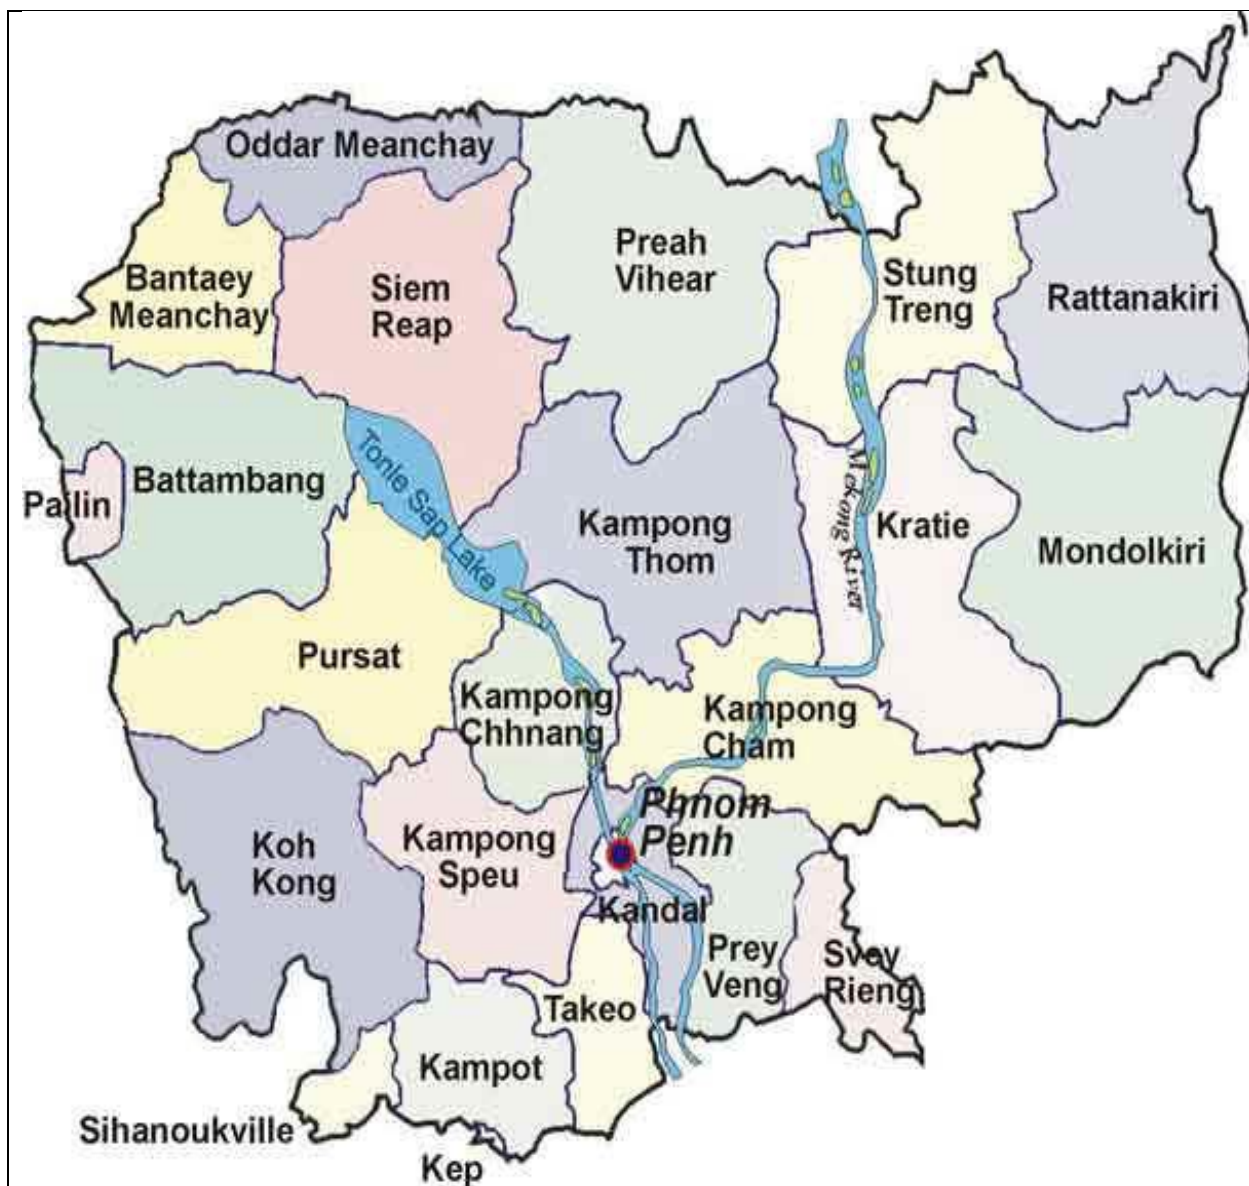 Oddar Meanchay
Preah
Vihear
Stung
Treng
Rattanakiri
Bantaey
Meanchay
Siem
Reap
Battambang
Pailin
Tonle Sap Lake
Kampong
Thom
Mekong River
Kratie
Mondolkiri
Pursat
Kampong
Chhnang
Kampong
Cham
Phnom
Penh
Koh
Kong
Kampong
Speu
Kandal
Prey
Veng
Svey
Rieng
Takeo
Kampot
Sihanoukville
Kep